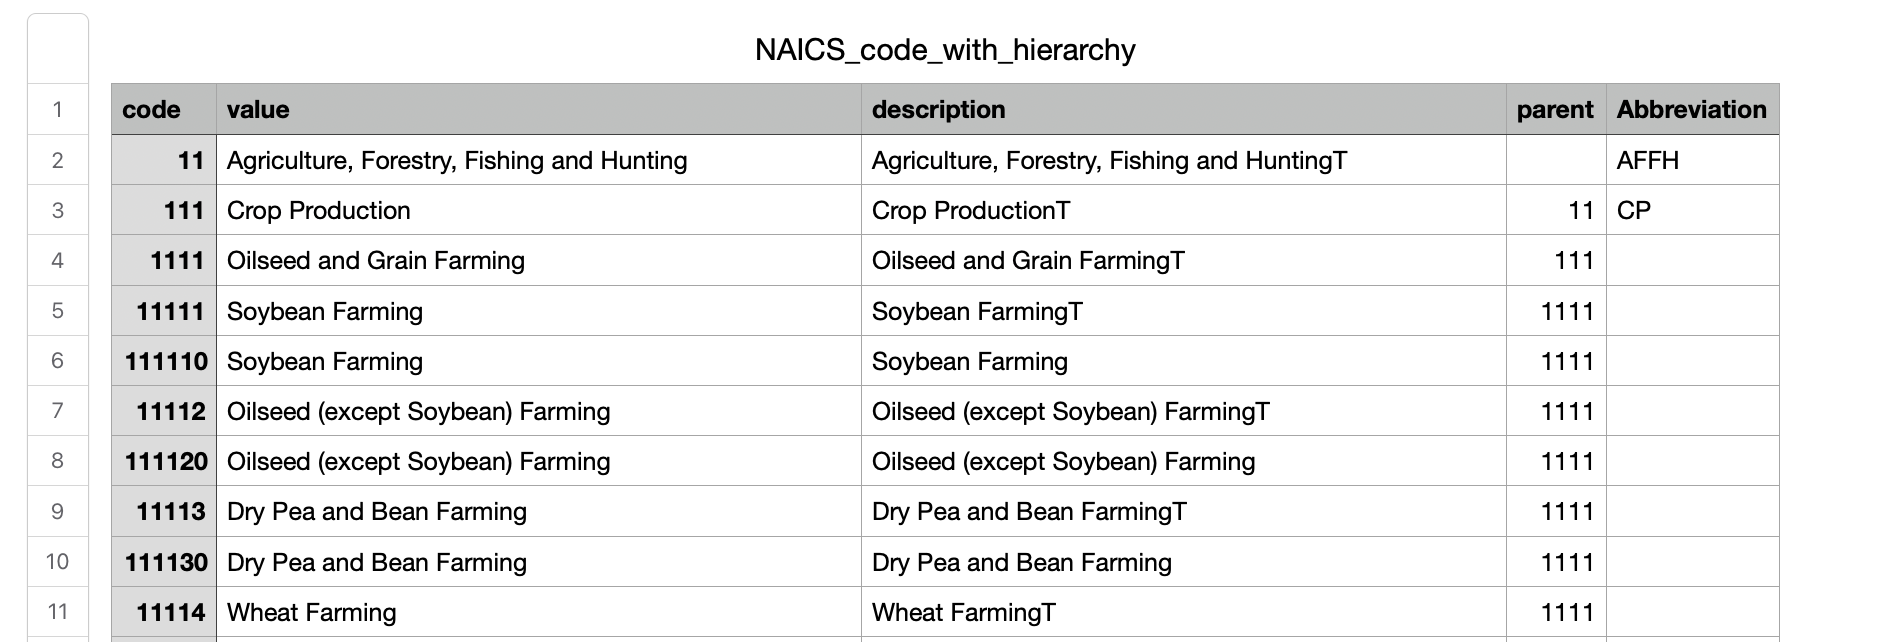 NAICS_code_with_hierarchy
1 code value description parent Abbreviation
2 11 Agriculture, Forestry, Fishing and Hunting Agriculture, Forestry, Fishing and HuntingT AFFH
3 111 Crop Production Crop ProductionT 11 CP
4 1111 Oilseed and Grain Farming Oilseed and Grain FarmingT 111
5 11111 Soybean Farming Soybean FarmingT 1111
6 111110 Soybean Farming Soybean Farming 1111
7 11112 Oilseed (except Soybean) Farming Oilseed (except Soybean) FarmingT 1111
8 111120 Oilseed (except Soybean) Farming Oilseed (except Soybean) Farming 1111
9 11113 Dry Pea and Bean Farming Dry Pea and Bean FarmingT 1111
10 111130 Dry Pea and Bean Farming Dry Pea and Bean Farming 1111
11 11114 Wheat Farming Wheat FarmingT 1111